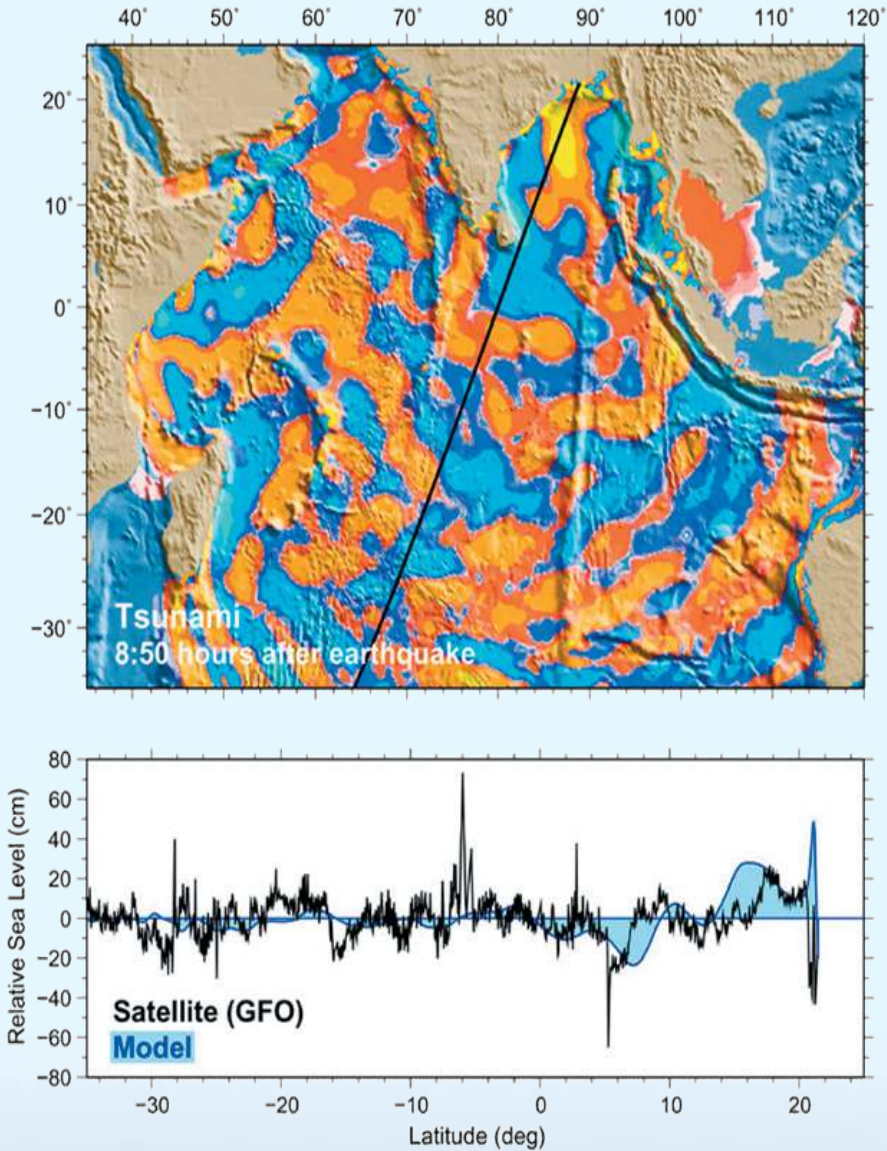 40° 50° 60° 70° 80° 90° 100° 110° 120°
20°
10°
0°
−10°
−20°
−30°
Tsunami
8:50 hours after earthquake
80
60
40
20
0
−20
−40
−60
−80
Relative Sea Level (cm)
Satellite (GFO)
Model
−30 −20 −10 0 10 20
Latitude (deg)